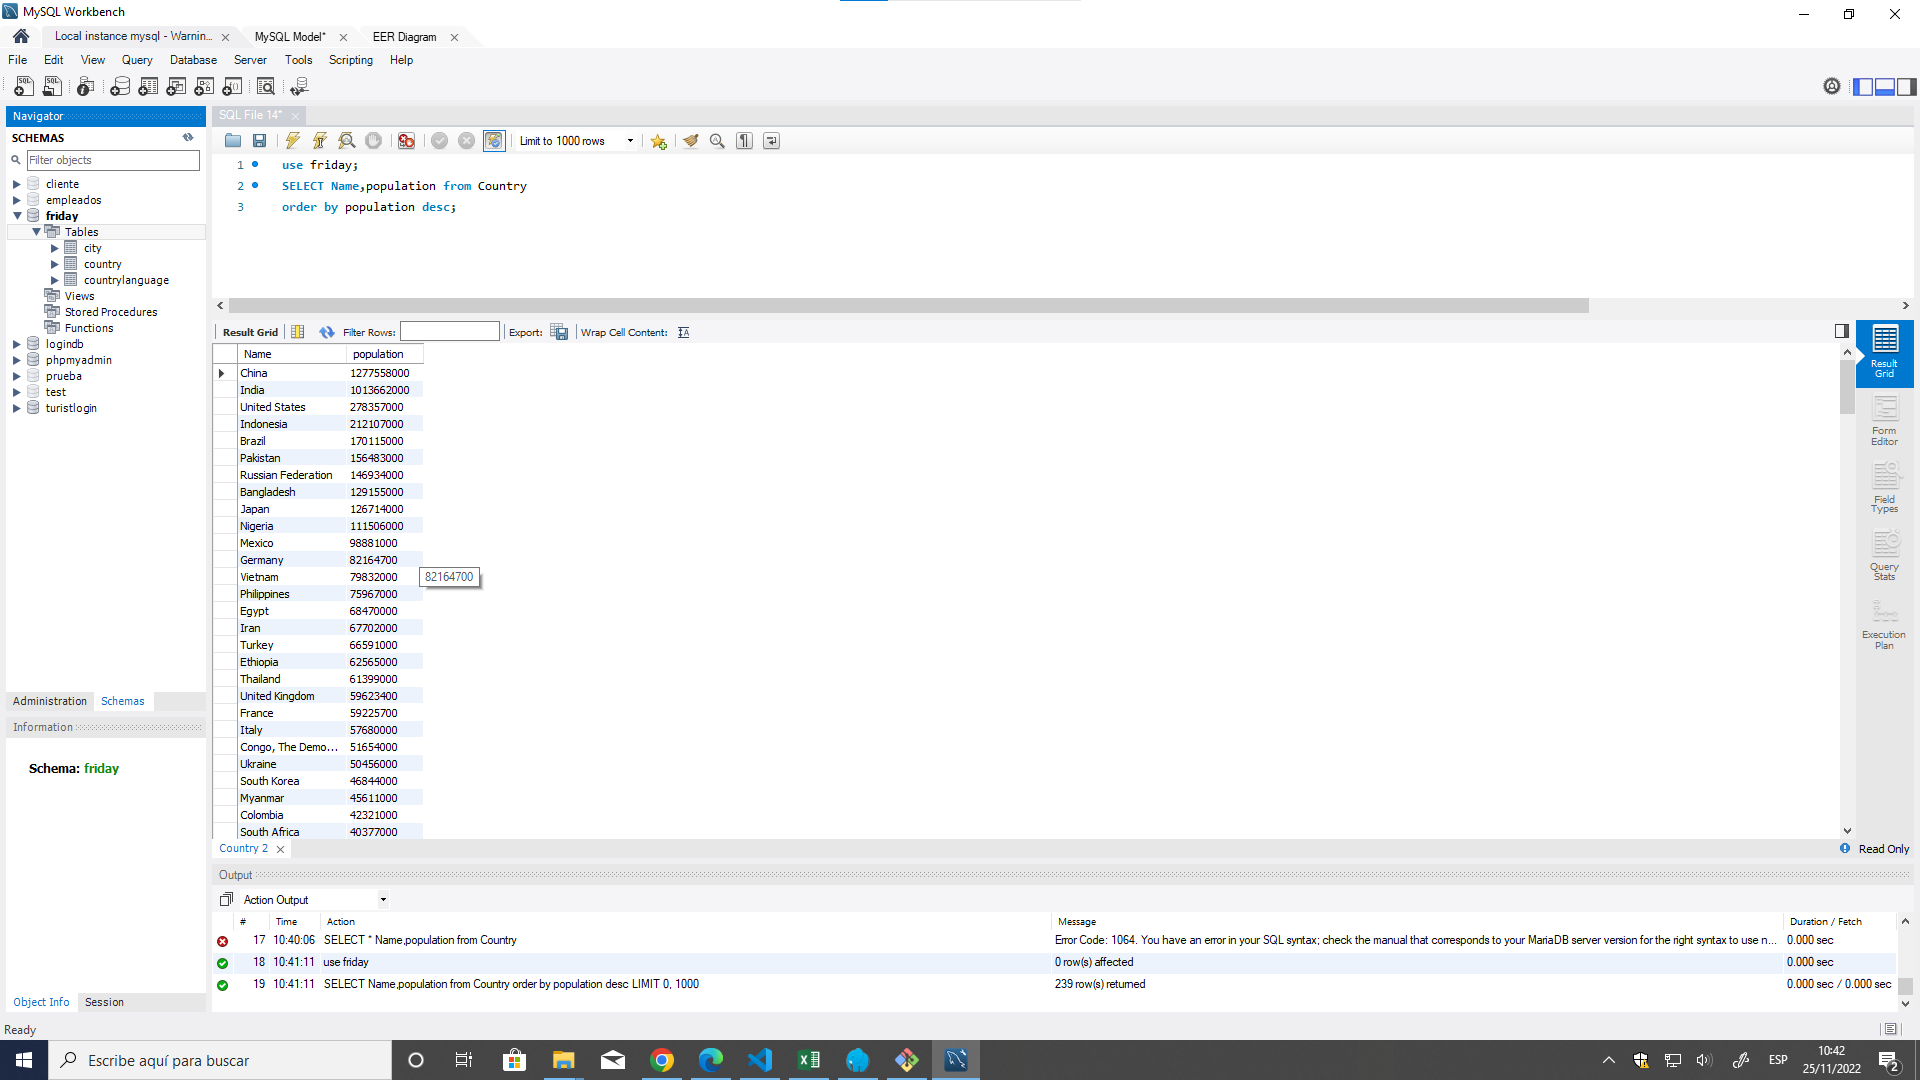 MySQL Workbench
Local instance mysql - Warnin...
MySQL Model*
EER Diagram
File Edit View Query Database Server Tools Scripting Help
Navigator
SCHEMAS
Filter objects
cliente
empleados
friday
Tables
city
country
countrylanguage
Views
Stored Procedures
Functions
logindb
phpmyadmin
prueba
test
turistlogin
Administration Schemas
Information
Schema: friday
Object Info Session
SQL File 14*
Limit to 1000 rows
1 use friday;
2 SELECT Name,population from Country
3 order by population desc;
Result Grid Filter Rows: Export: Wrap Cell Content:
Name population
China 1277558000
India 1013662000
United States 278357000
Indonesia 212107000
Brazil 170115000
Pakistan 156483000
Russian Federation 146934000
Bangladesh 129155000
Japan 126714000
Nigeria 111506000
Mexico 98881000
Germany 82164700
Vietnam 79832000
82164700
Philippines 75967000
Egypt 68470000
Iran 67702000
Turkey 66591000
Ethiopia 62565000
Thailand 61399000
United Kingdom 59623400
France 59225700
Italy 57680000
Congo, The Demo... 51654000
Ukraine 50456000
South Korea 46844000
Myanmar 45611000
Colombia 42321000
South Africa 40377000
Result
Grid
Form
Editor
Field
Types
Query
Stats
Execution
Plan
Country 2
Read Only
Output
Action Output
# Time Action Message Duration / Fetch
17 10:40:06 SELECT * Name,population from Country Error Code: 1064. You have an error in your SQL syntax; check the manual that corresponds to your MariaDB server version for the right syntax to use n... 0.000 sec
18 10:41:11 use friday 0 row(s) affected 0.000 sec
19 10:41:11 SELECT Name,population from Country order by population desc LIMIT 0, 1000 239 row(s) returned 0.000 sec / 0.000 sec
Ready
Escribe aquí para buscar
ESP
10:42
25/11/2022
2